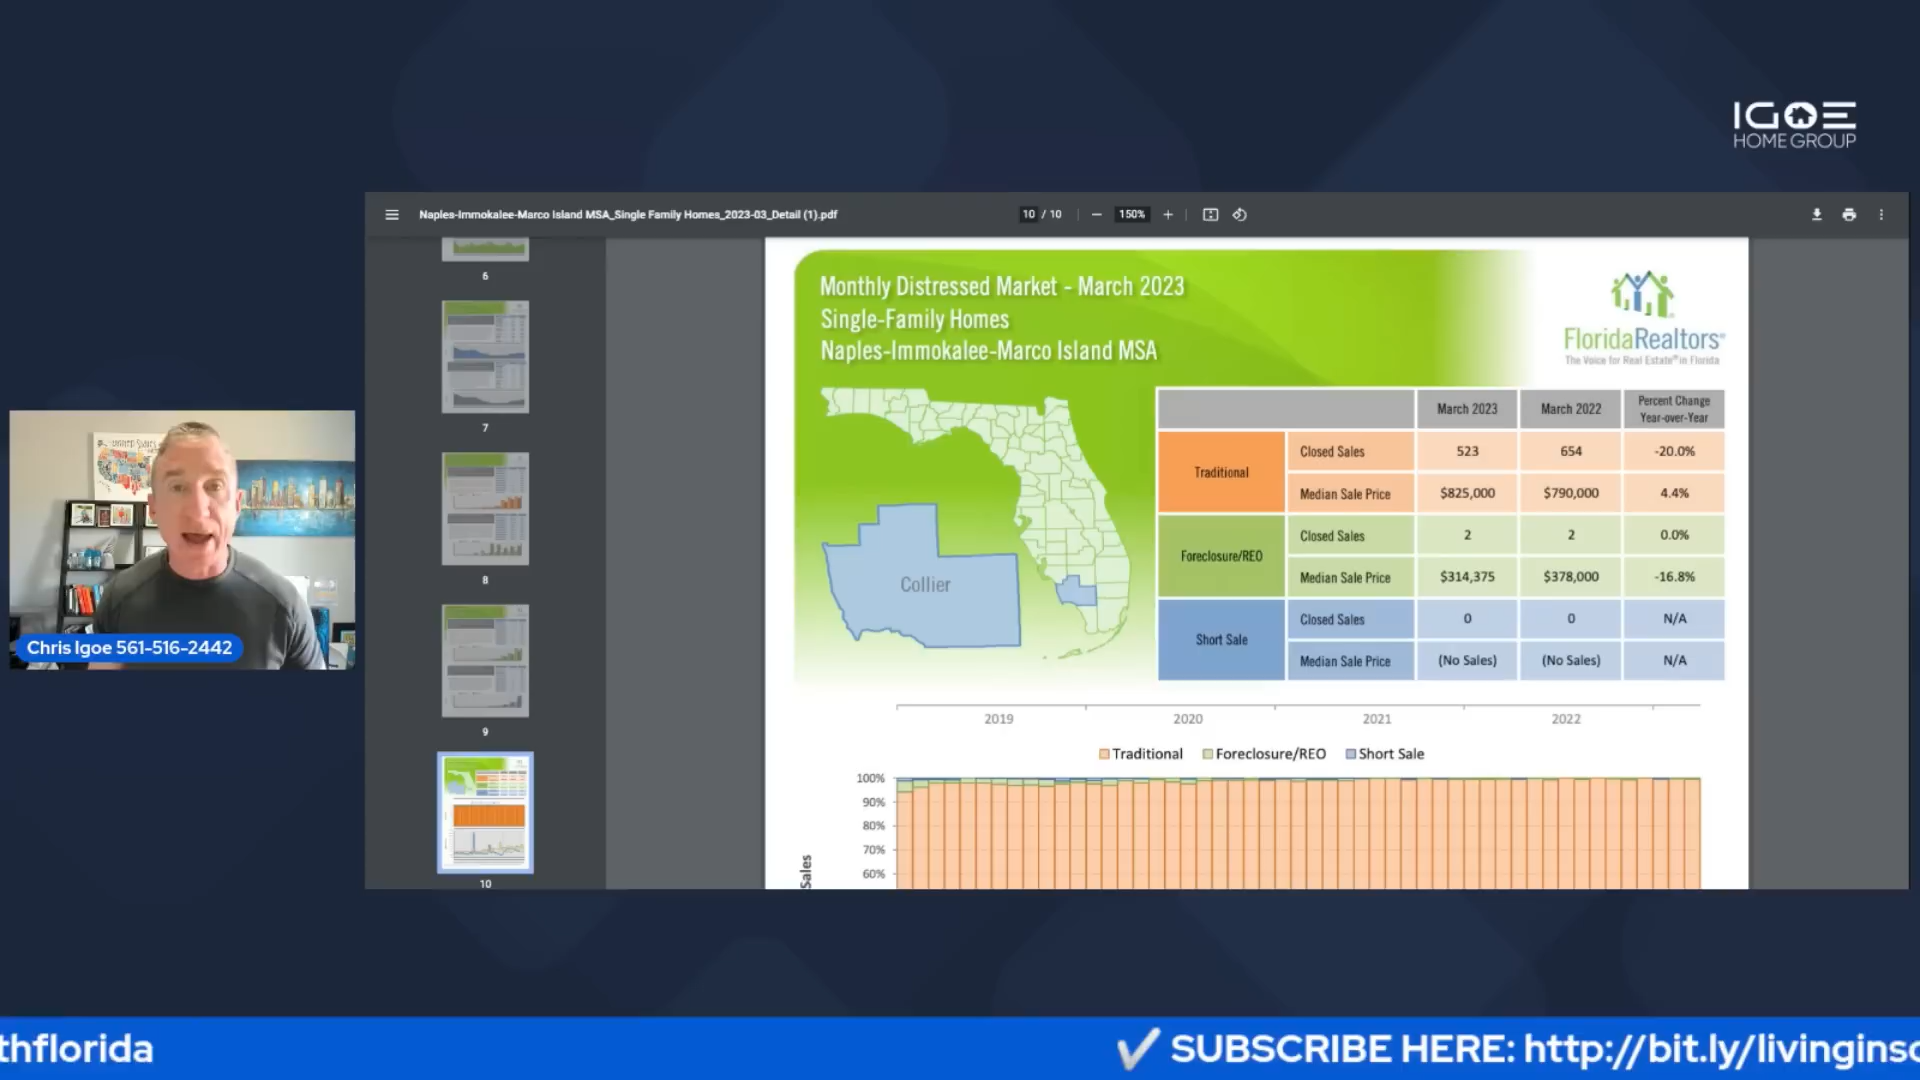 IGOE
HOME GROUP
Naples-Immokalee-Marco Island MSA_Single Family Homes_2023-03_Detail (1).pdf
10 / 10
150%
6
7
8
9
10
Monthly Distressed Market - March 2023
Single-Family Homes
Naples-Immokalee-Marco Island MSA
FloridaRealtors®
The Voice for Real Estate® in Florida
Collier
March 2023 March 2022 Percent Change Year-over-Year
Traditional Closed Sales 523 654 -20.0%
Median Sale Price $825,000 $790,000 4.4%
Foreclosure/REO Closed Sales 2 2 0.0%
Median Sale Price $314,375 $378,000 -16.8%
Short Sale Closed Sales 0 0 N/A
Median Sale Price (No Sales) (No Sales) N/A
2019 2020 2021 2022
Traditional Foreclosure/REO Short Sale
100%
90%
80%
70%
60%
Sales
Chris Igoe 561-516-2442
thflorida
SUBSCRIBE HERE: http://bit.ly/livinginso